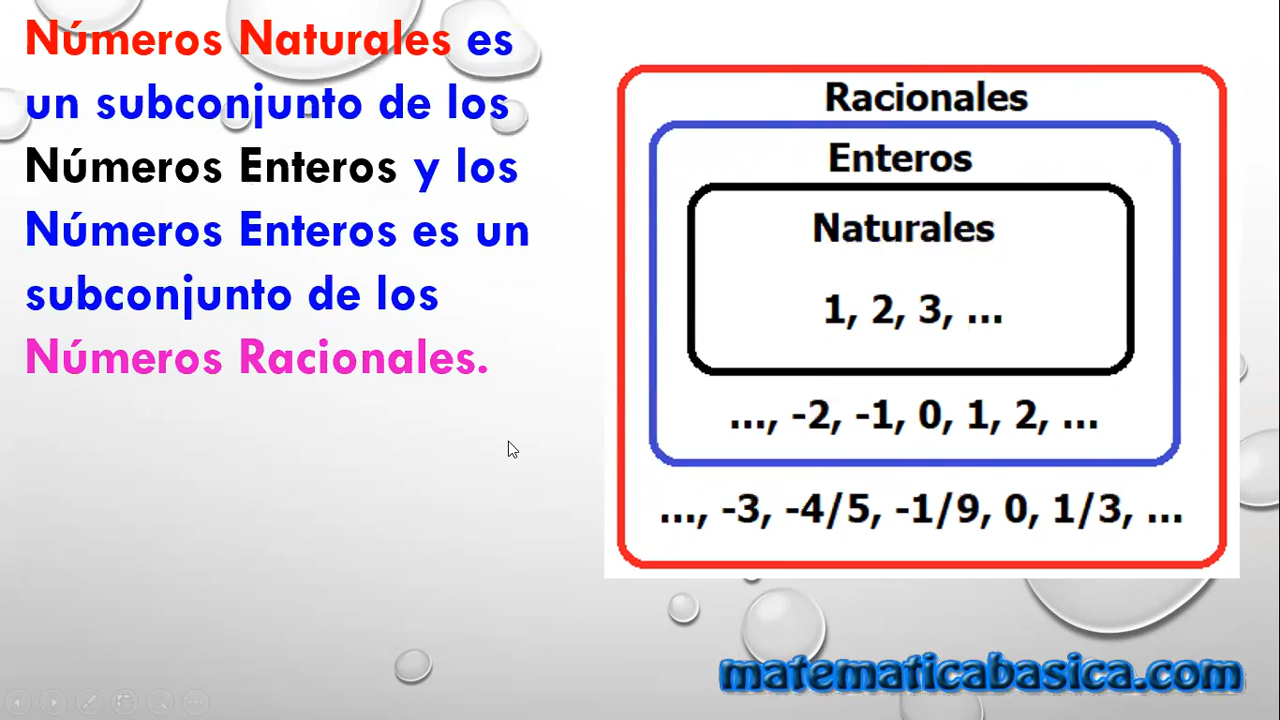 Números Naturales es
un subconjunto de los
Números Enteros y los
Números Enteros es un
subconjunto de los
Números Racionales.
Racionales
Enteros
Naturales
1, 2, 3, ...
..., -2, -1, 0, 1, 2, ...
..., -3, -4/5, -1/9, 0, 1/3, ...
matematicabasica.com